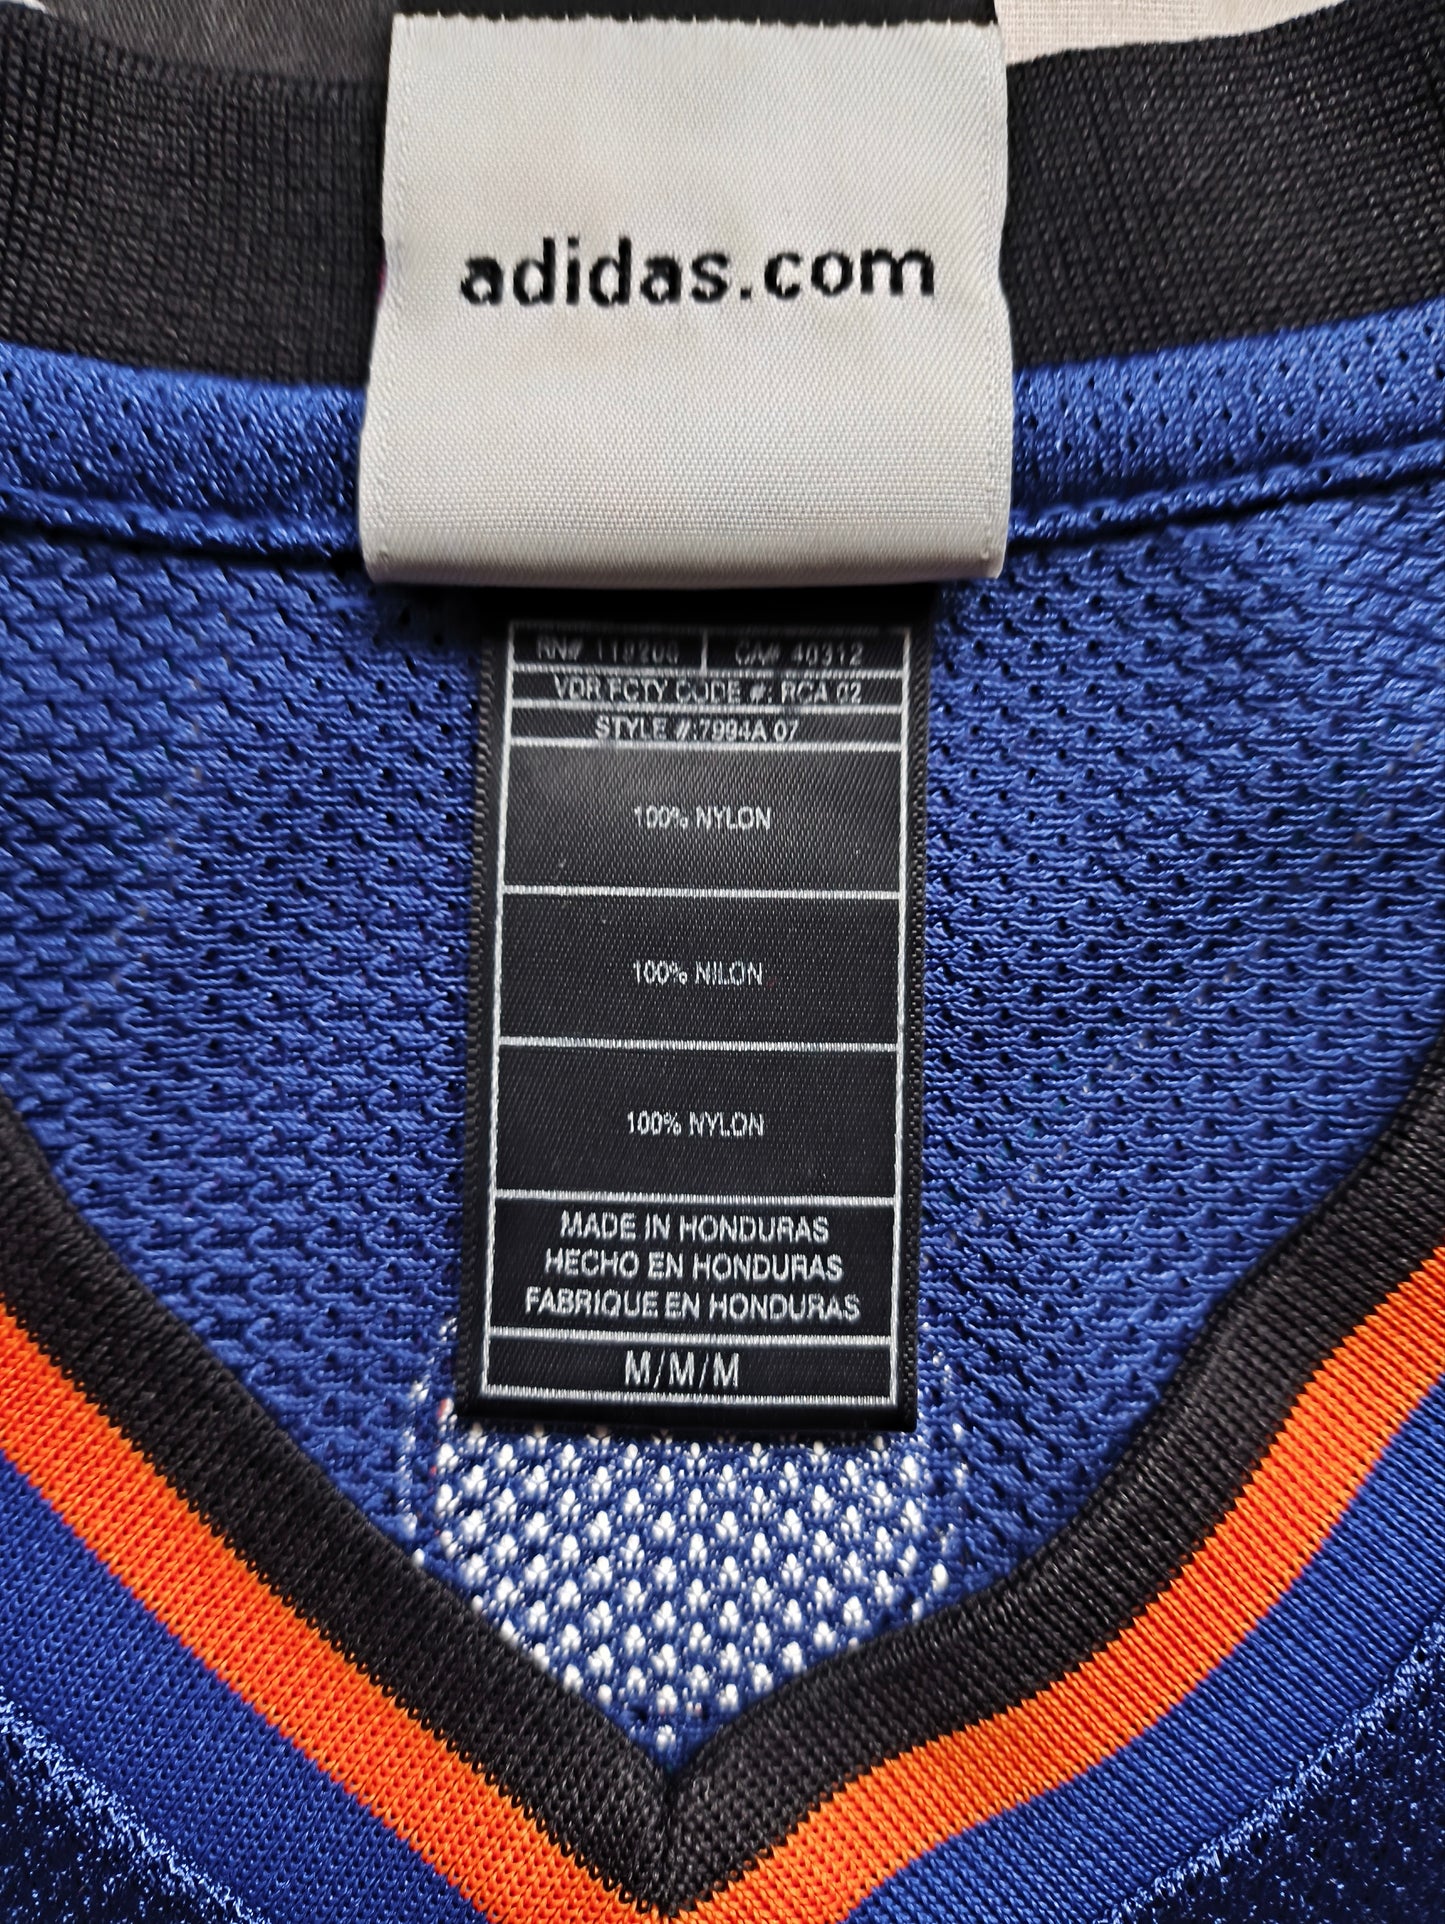 adidas.com
RN# 110208 | CA# 40312
VDR FCTY CODE #: RCA 02
STYLE #:7994A 07
100% NYLON
100% NILON
100% NYLON
MADE IN HONDURAS
HECHO EN HONDURAS
FABRIQUE EN HONDURAS
M/M/M